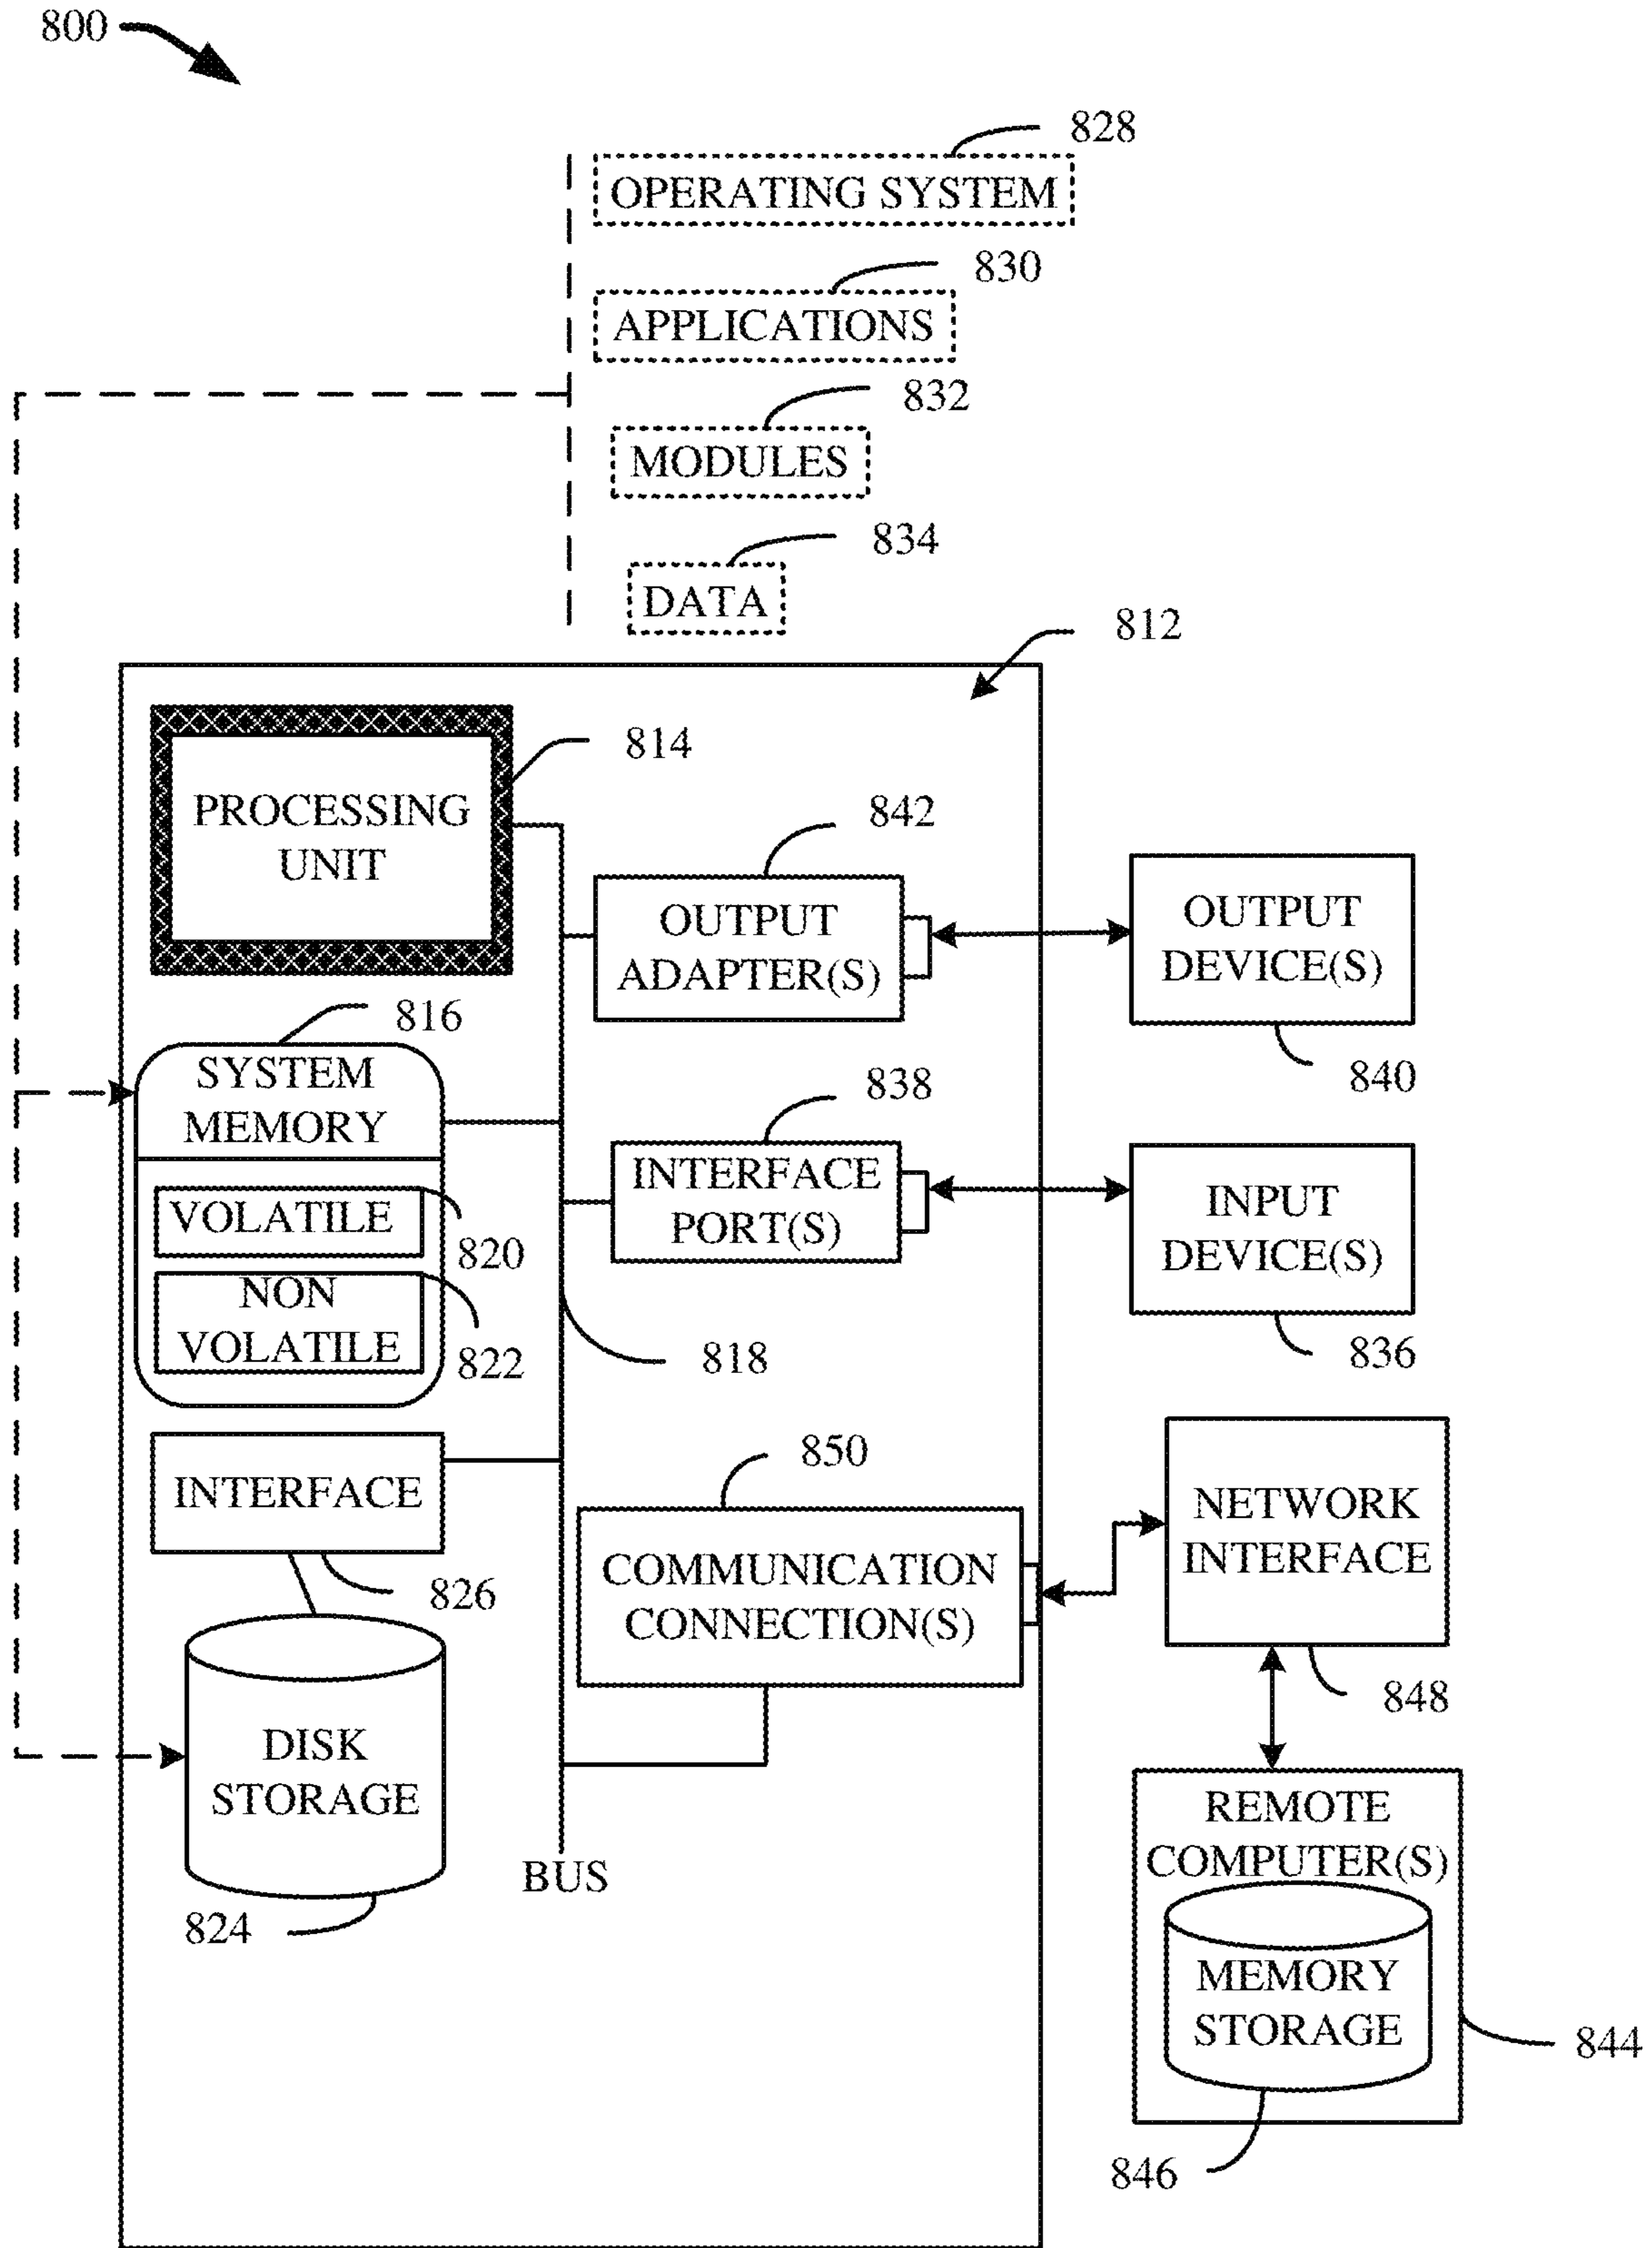 800
828
OPERATING SYSTEM
830
APPLICATIONS
832
MODULES
834
DATA
812
814
PROCESSING
UNIT
842
OUTPUT
ADAPTER(S)
OUTPUT
DEVICE(S)
840
816
SYSTEM
MEMORY
VOLATILE
820
NON
VOLATILE
822
838
INTERFACE
PORT(S)
INPUT
DEVICE(S)
836
818
INTERFACE
826
850
COMMUNICATION
CONNECTION(S)
NETWORK
INTERFACE
848
DISK
STORAGE
824
BUS
REMOTE
COMPUTER(S)
MEMORY
STORAGE
844
846